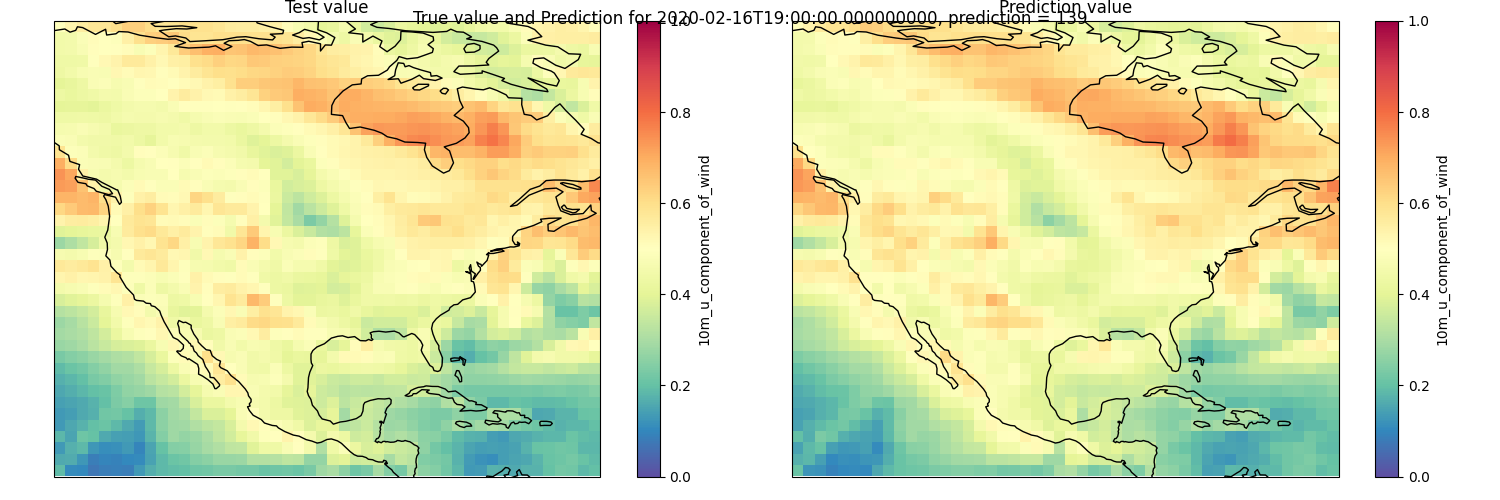 Test value
True value and Prediction for 2020-02-16T19:00:00.000000000, prediction = 139
Prediction value
1.0
0.8
0.6
0.4
0.2
0.0
10m_u_component_of_wind
1.0
0.8
0.6
0.4
0.2
0.0
10m_u_component_of_wind